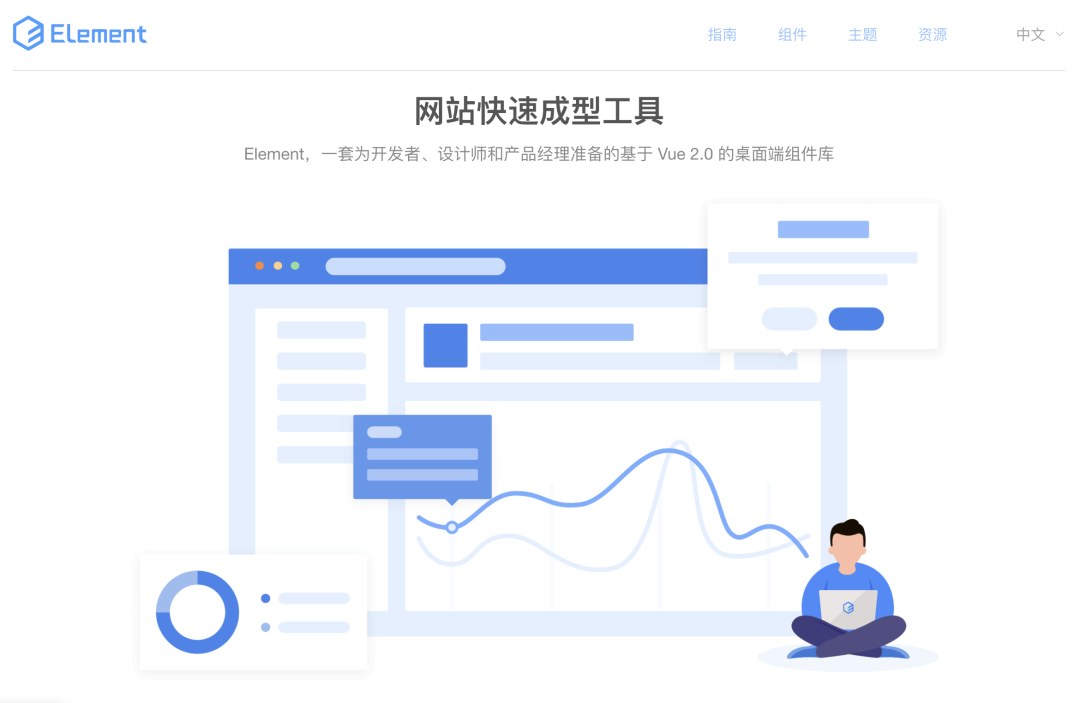 Element
指南 组件 主题 资源 中文
网站快速成型工具
Element，一套为开发者、设计师和产品经理准备的基于 Vue 2.0 的桌面端组件库